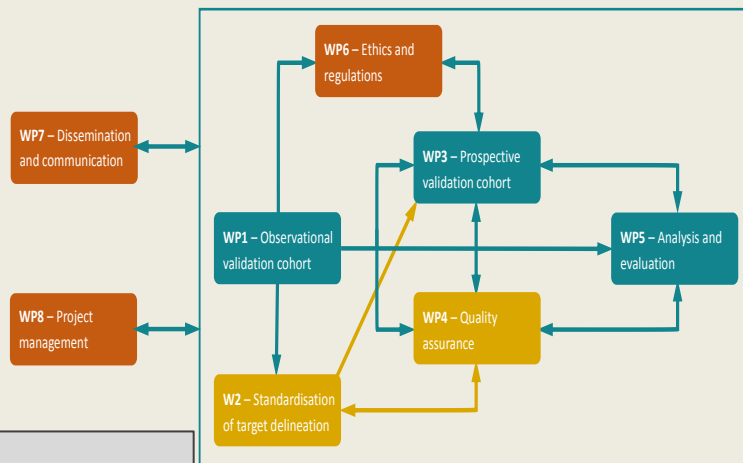 WP6 – Ethics and
regulations
WP7 – Dissemination
and communication
WP3 – Prospective
validation cohort
WP1 – Observational
validation cohort
WP5 – Analysis and
evaluation
WP8 – Project
management
WP4 – Quality
assurance
W2 – Standardisation
of target delineation